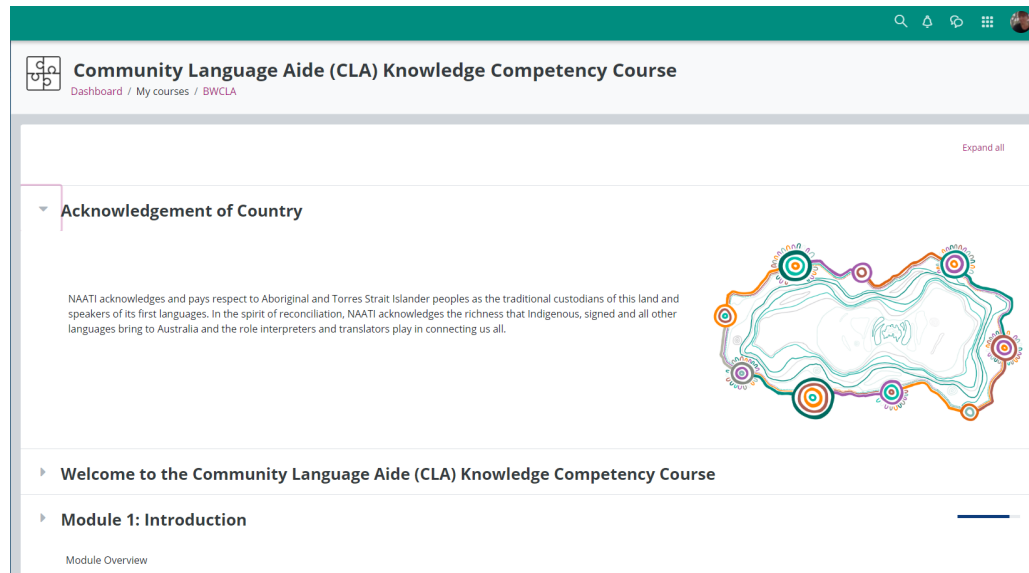 Community Language Aide (CLA) Knowledge Competency Course
Dashboard / My courses / BWCLA
Expand all
Acknowledgement of Country
NAATI acknowledges and pays respect to Aboriginal and Torres Strait Islander peoples as the traditional custodians of this land and
speakers of its first languages. In the spirit of reconciliation, NAATI acknowledges the richness that Indigenous, signed and all other
languages bring to Australia and the role interpreters and translators play in connecting us all.
Welcome to the Community Language Aide (CLA) Knowledge Competency Course
Module 1: Introduction
Module Overview